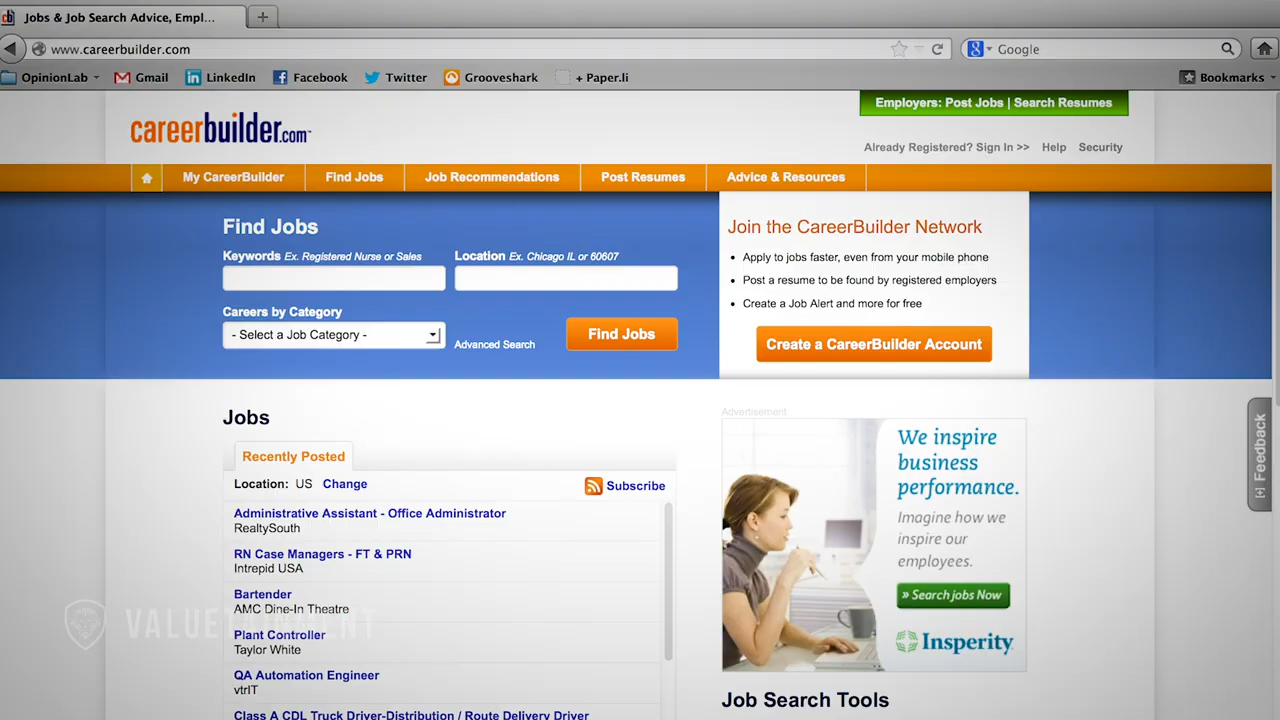 Jobs & Job Search Advice, Empl...
www.careerbuilder.com
Google
OpinionLab
Gmail
LinkedIn
Facebook
Twitter
Grooveshark
+ Paper.li
Bookmarks
Employers: Post Jobs | Search Resumes
careerbuilder.com
Already Registered? Sign In >>
Help
Security
My CareerBuilder
Find Jobs
Job Recommendations
Post Resumes
Advice & Resources
Find Jobs
Keywords Ex. Registered Nurse or Sales
Location Ex. Chicago IL or 60607
Careers by Category
- Select a Job Category -
Advanced Search
Find Jobs
Join the CareerBuilder Network
• Apply to jobs faster, even from your mobile phone
• Post a resume to be found by registered employers
• Create a Job Alert and more for free
Create a CareerBuilder Account
Jobs
Recently Posted
Location: US Change
Subscribe
Administrative Assistant - Office Administrator
RealtySouth
RN Case Managers - FT & PRN
Intrepid USA
Bartender
AMC Dine-In Theatre
Plant Controller
Taylor White
QA Automation Engineer
vtrIT
Class A CDL Truck Driver-Distribution / Route Delivery Driver
VALUETAINMENT
Advertisement
We inspire
business
performance.
Imagine how we
inspire our
employees.
» Search jobs Now
Insperity
Job Search Tools
[+] Feedback